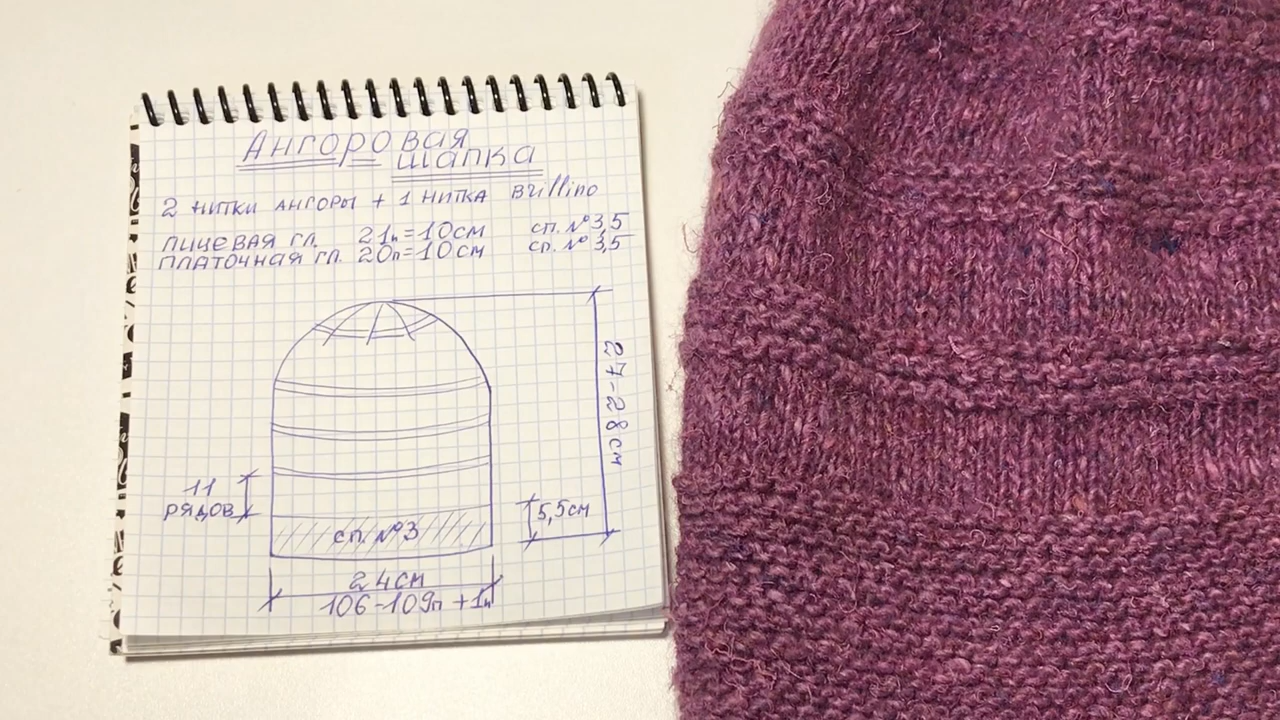 Ангоровая
шапка
2 нитки ангоры + 1 нитка Brillino
лицевая гл. 21п=10см сп. №3,5
платочная гл. 20п=10см сп. №3,5
27-28см
11
рядов
5,5см
сп. №3
24см
106-109п +1п